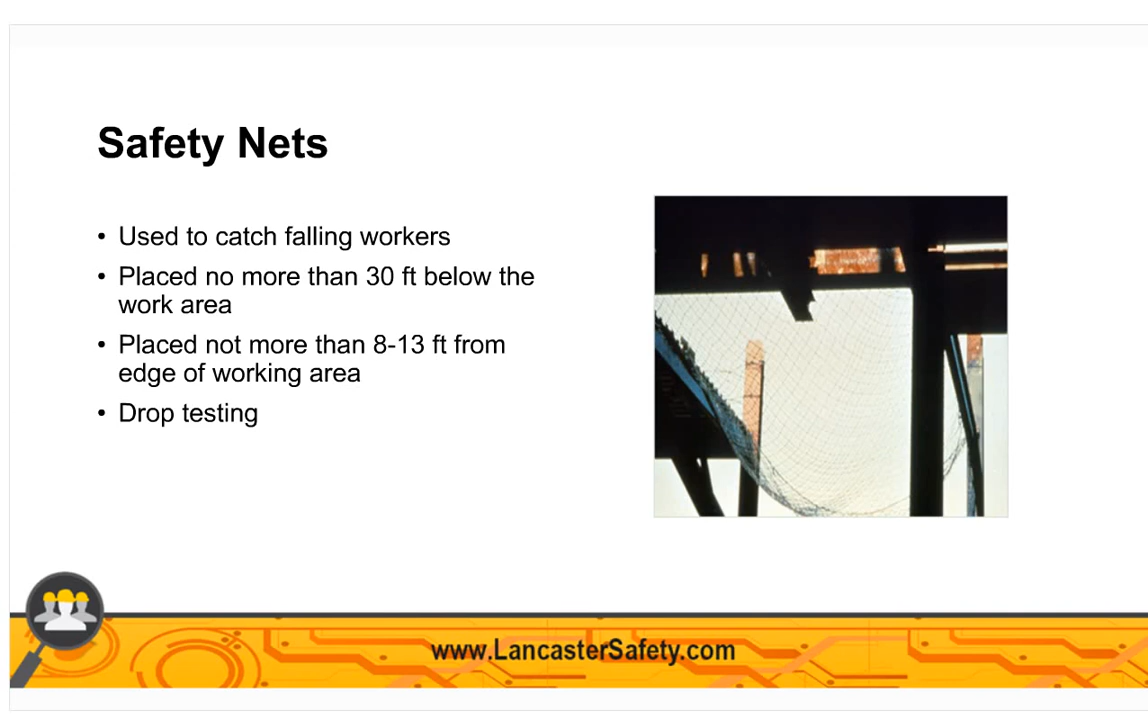 Safety Nets
• Used to catch falling workers
• Placed no more than 30 ft below the
work area
• Placed not more than 8-13 ft from
edge of working area
• Drop testing
www.LancasterSafety.com